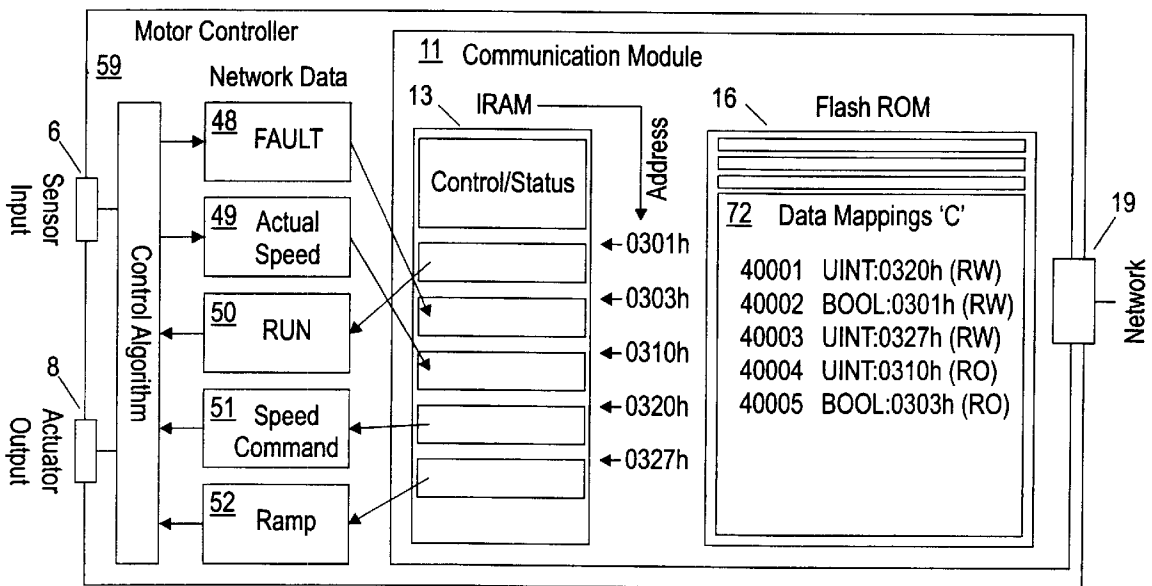 Motor Controller
59
Network Data
11 Communication Module
6
Sensor
Input
8
Actuator
Output
Control Algorithm
48
FAULT
49
Actual
Speed
50
RUN
51
Speed
Command
52
Ramp
13
IRAM
Address
Control/Status
0301h
0303h
0310h
0320h
0327h
16
Flash ROM
72 Data Mappings ‘C’
40001 UINT:0320h (RW)
40002 BOOL:0301h (RW)
40003 UINT:0327h (RW)
40004 UINT:0310h (RO)
40005 BOOL:0303h (RO)
19
Network